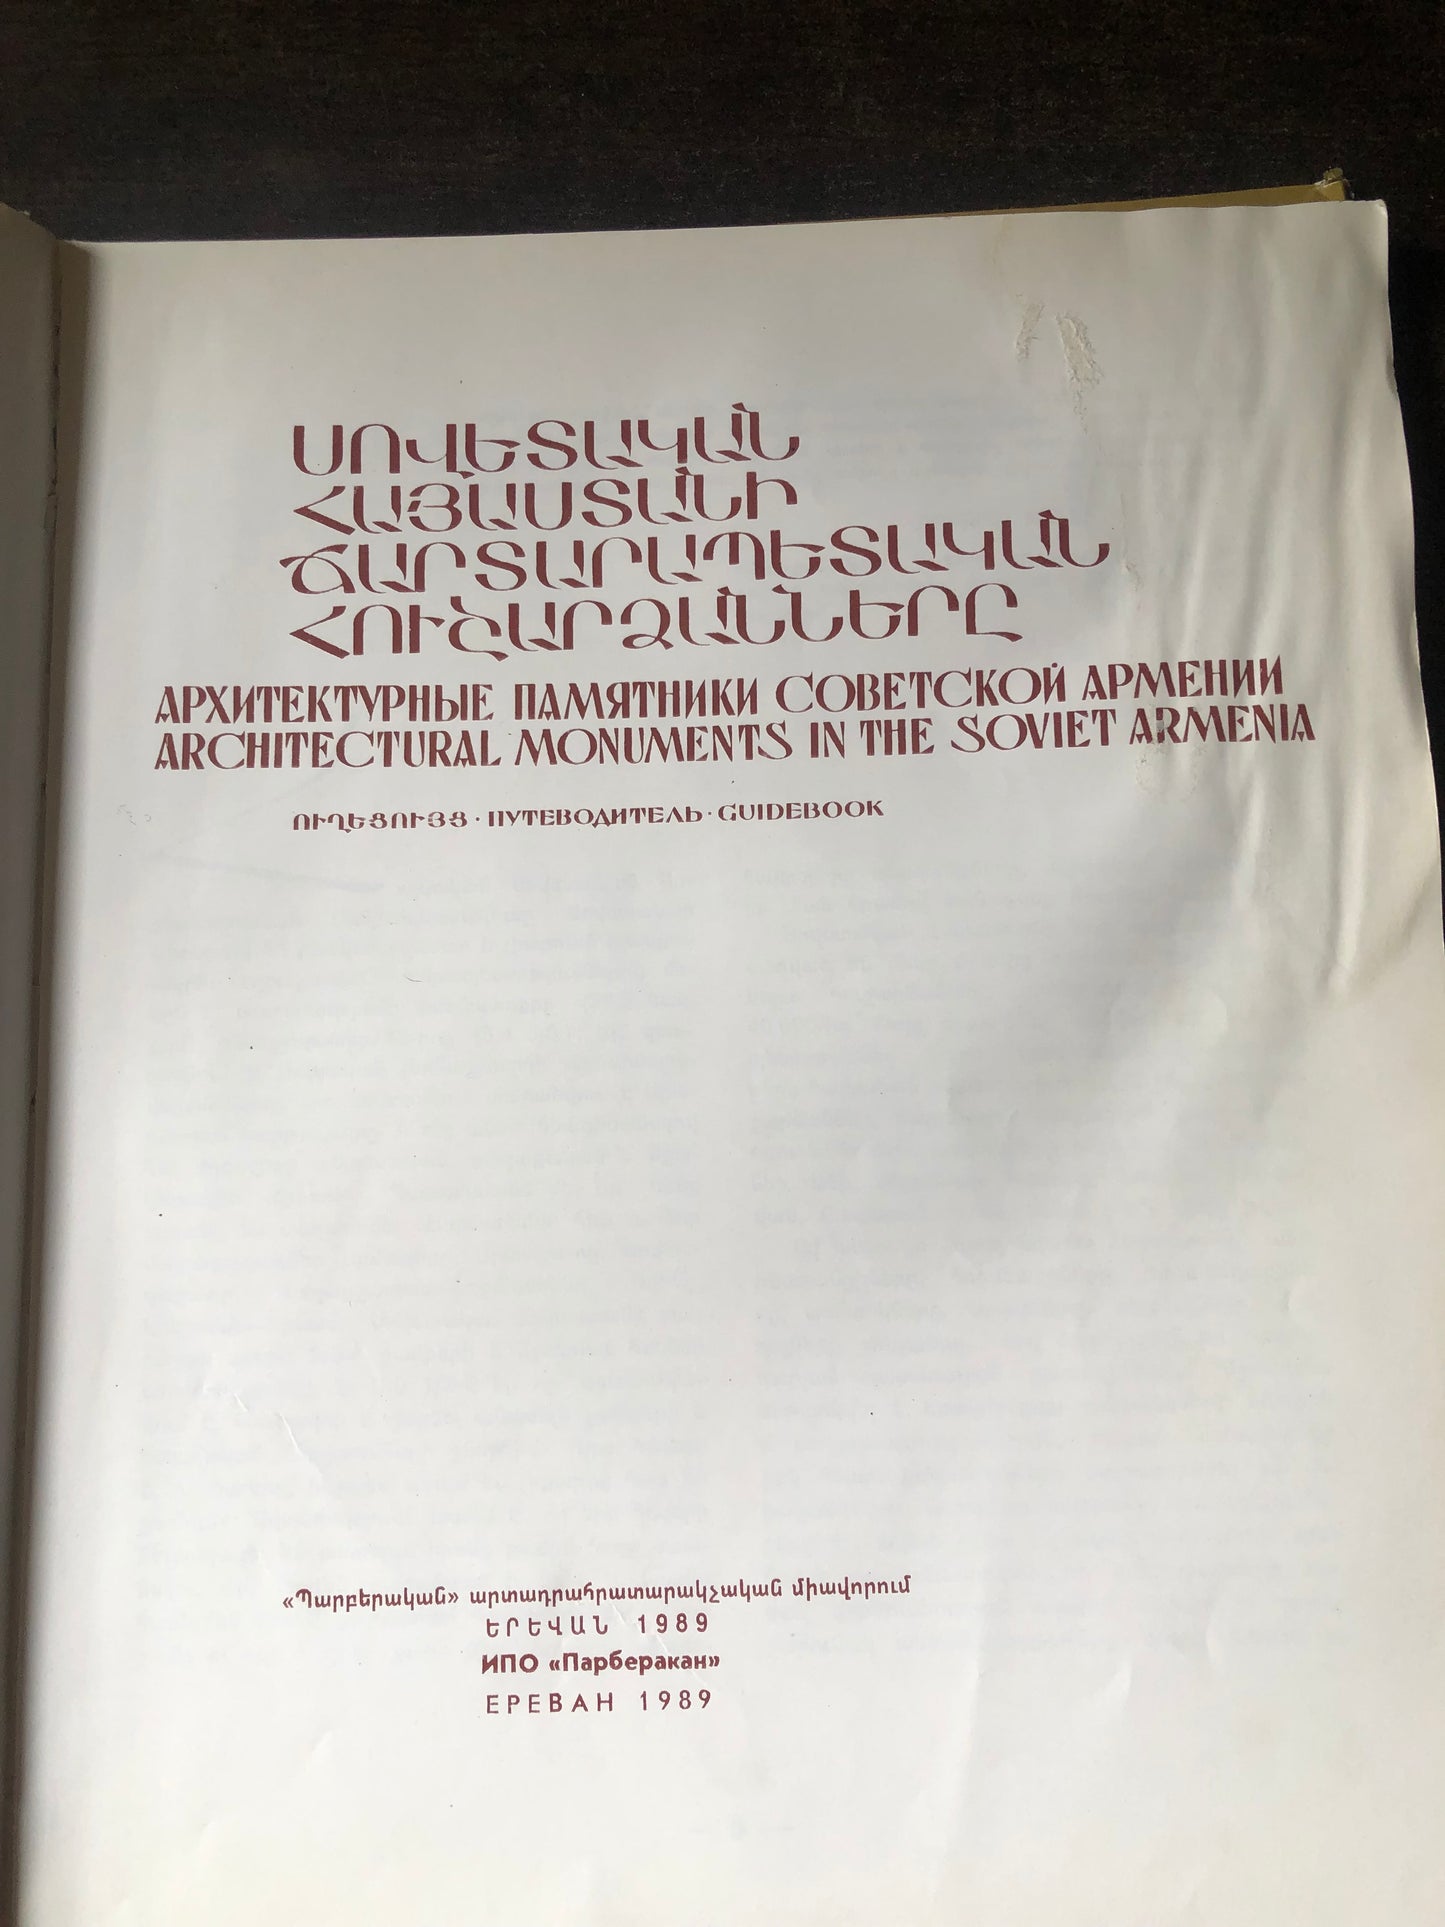 ՍՈՎԵՏԱԿԱՆ
ՀԱՅԱՍՏԱՆԻ
ՃԱՐՏԱՐԱՊԵՏԱԿԱՆ
ՀՈՒՇԱՐՁԱՆՆԵՐԸ
АРХИТЕКТУРНЫЕ ПАМЯТНИКИ СОВЕТСКОЙ АРМЕНИИ
ARCHITECTURAL MONUMENTS IN THE SOVIET ARMENIA
ՈՒՂԵՑՈՒՅՑ · ПУТЕВОДИТЕЛЬ · GUIDEBOOK
«Պարբերական» արտադրահրատարակչական միավորում
ԵՐԵՎԱՆ 1989
ИПО «Парберакан»
ЕРЕВАН 1989